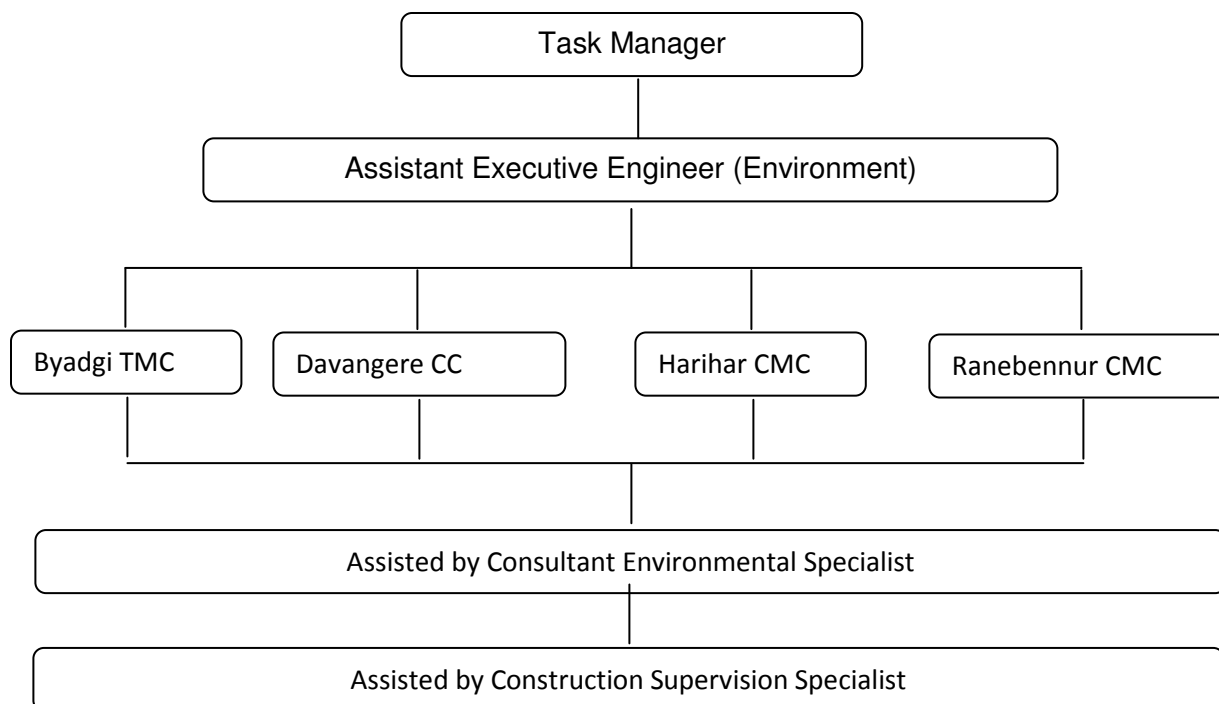 Task Manager
Assistant Executive Engineer (Environment)
Byadgi TMC
Davangere CC
Harihar CMC
Ranebennur CMC
Assisted by Consultant Environmental Specialist
Assisted by Construction Supervision Specialist